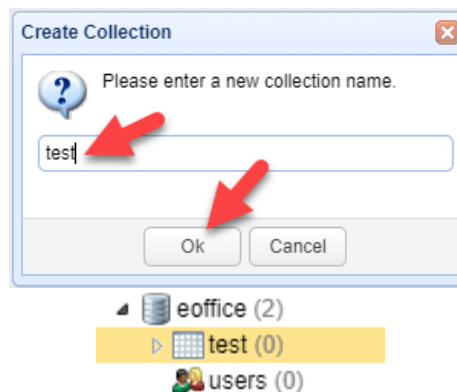 Create Collection
Please enter a new collection name.
test
Ok
Cancel
eoffice (2)
test (0)
users (0)